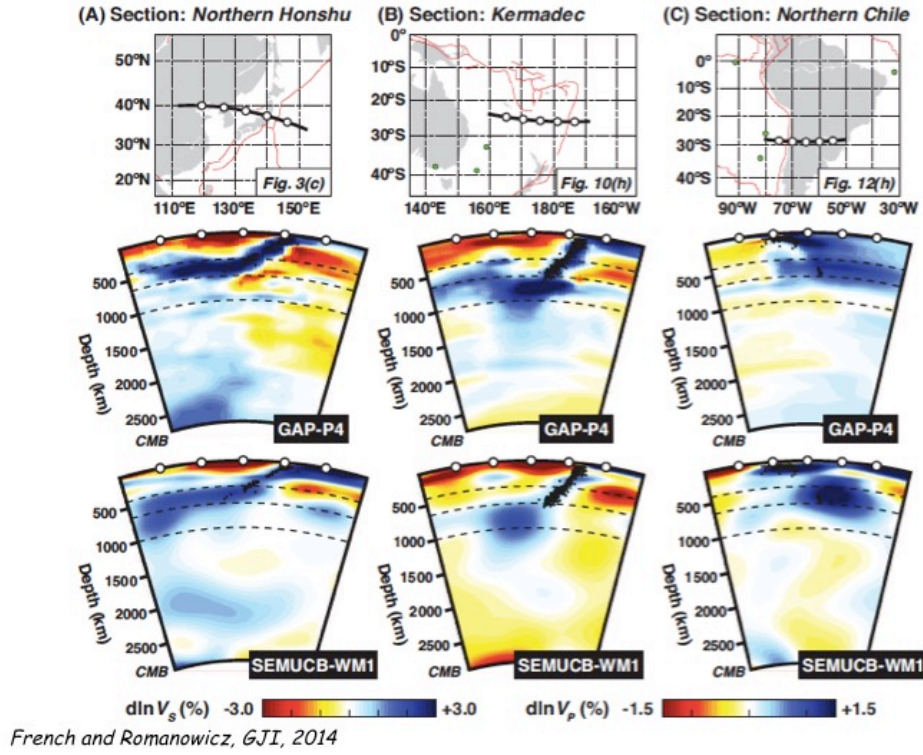 (A) Section: Northern Honshu
(B) Section: Kermadec
(C) Section: Northern Chile
50°N
40°N
30°N
20°N
110°E 130°E 150°E
Fig. 3(c)
0°
10°S
20°S
30°S
40°S
140°E 160°E 180°E 160°W
Fig. 10(h)
0°
10°S
20°S
30°S
40°S
90°W 70°W 50°W 30°W
Fig. 12(h)
500
1000
1500
2000
2500
Depth (km)
CMB
GAP-P4
500
1000
1500
2000
2500
Depth (km)
CMB
GAP-P4
500
1000
1500
2000
2500
Depth (km)
CMB
GAP-P4
500
1000
1500
2000
2500
Depth (km)
CMB
SEMUCB-WM1
500
1000
1500
2000
2500
Depth (km)
CMB
SEMUCB-WM1
500
1000
1500
2000
2500
Depth (km)
CMB
SEMUCB-WM1
dln VS (%) -3.0 +3.0
dln VP (%) -1.5 +1.5
French and Romanowicz, GJI, 2014